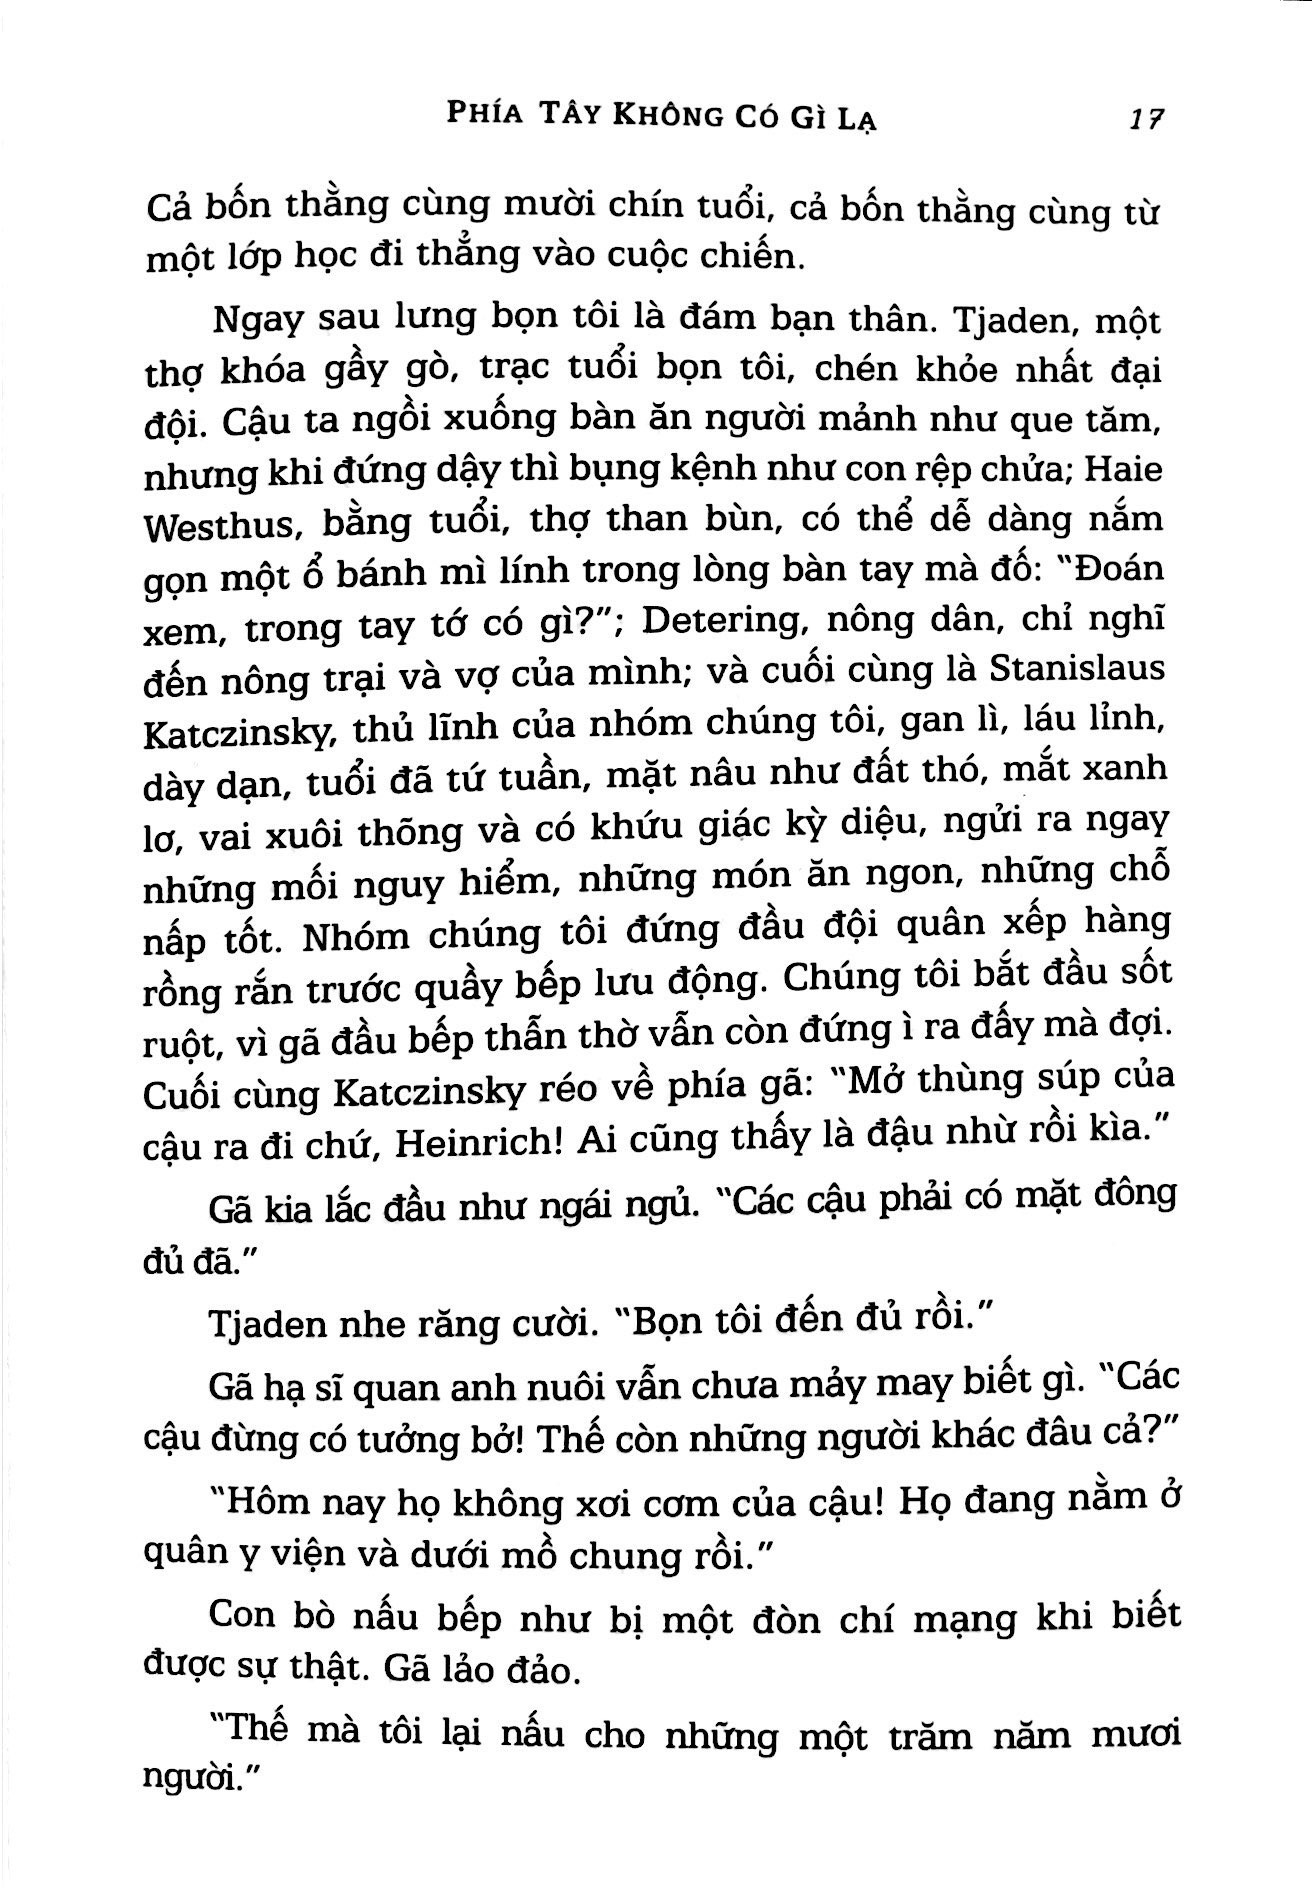 PHÍA TÂY KHÔNG CÓ GÌ LẠ 17
Cả bốn thằng cùng mười chín tuổi, cả bốn thằng cùng từ
một lớp học đi thẳng vào cuộc chiến.
Ngay sau lưng bọn tôi là đám bạn thân. Tjaden, một
thợ khóa gầy gò, trạc tuổi bọn tôi, chén khỏe nhất đại
đội. Cậu ta ngồi xuống bàn ăn người mảnh như que tăm,
nhưng khi đứng dậy thì bụng kệnh như con rệp chửa; Haie
Westhus, bằng tuổi, thợ than bùn, có thể dễ dàng nắm
gọn một ổ bánh mì lính trong lòng bàn tay mà đố: "Đoán
xem, trong tay tớ có gì?"; Detering, nông dân, chỉ nghĩ
đến nông trại và vợ của mình; và cuối cùng là Stanislaus
Katczinsky, thủ lĩnh của nhóm chúng tôi, gan lì, láu lỉnh,
dày dạn, tuổi đã tứ tuần, mặt nâu như đất thó, mắt xanh
lơ, vai xuôi thõng và có khứu giác kỳ diệu, ngửi ra ngay
những mối nguy hiểm, những món ăn ngon, những chỗ
nấp tốt. Nhóm chúng tôi đứng đầu đội quân xếp hàng
rồng rắn trước quầy bếp lưu động. Chúng tôi bắt đầu sốt
ruột, vì gã đầu bếp thẫn thờ vẫn còn đứng ì ra đấy mà đợi.
Cuối cùng Katczinsky réo về phía gã: "Mở thùng súp của
cậu ra đi chứ, Heinrich! Ai cũng thấy là đậu nhừ rồi kìa."
Gã kia lắc đầu như ngái ngủ. "Các cậu phải có mặt đông
đủ đã."
Tjaden nhe răng cười. "Bọn tôi đến đủ rồi."
Gã hạ sĩ quan anh nuôi vẫn chưa mảy may biết gì. "Các
cậu đừng có tưởng bở! Thế còn những người khác đâu cả?"
"Hôm nay họ không xơi cơm của cậu! Họ đang nằm ở
quân y viện và dưới mồ chung rồi."
Con bò nấu bếp như bị một đòn chí mạng khi biết
được sự thật. Gã lảo đảo.
"Thế mà tôi lại nấu cho những một trăm năm mươi
người."